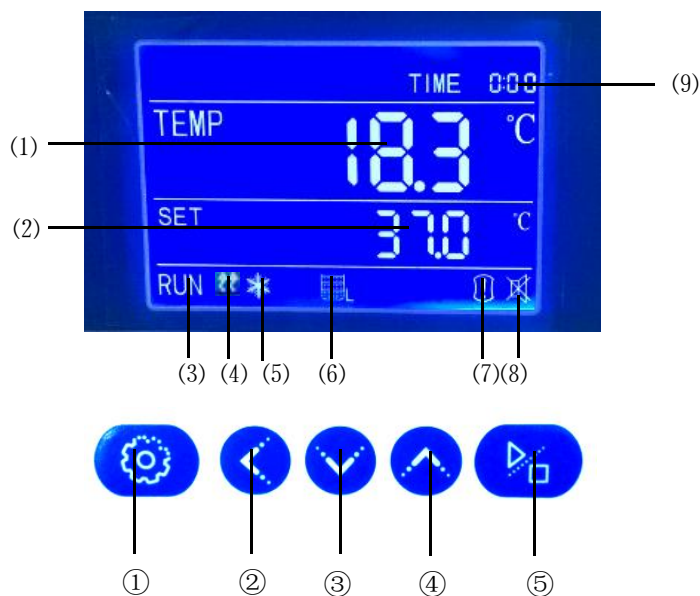 TIME 0:00 (9)
TEMP 18.3 ℃
(1)
SET 37.0 ℃
(2)
RUN L
(3) (4) (5) (6) (7)(8)
① ② ③ ④ ⑤